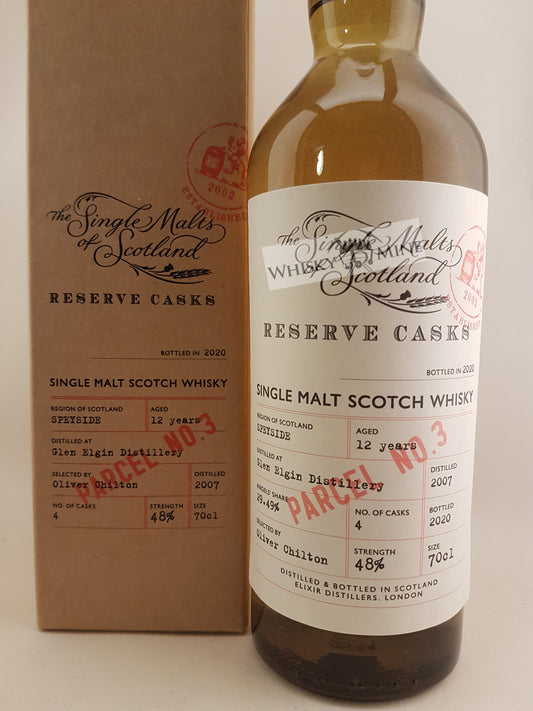 The Single Malts
of Scotland
RESERVE CASKS
ESTABLISHED
2002
BOTTLED IN 2020
SINGLE MALT SCOTCH WHISKY
REGION OF SCOTLAND
SPEYSIDE
AGED
12 years
DISTILLED AT
Glen Elgin Distillery
SELECTED BY
Oliver Chilton
DISTILLED
2007
NO. OF CASKS
4
STRENGTH
48%
SIZE
70cl
PARCEL NO.3
The Single Malts
of Scotland
WHISKY MINE
RESERVE CASKS
ESTABLISHED
2002
BOTTLED IN 2020
SINGLE MALT SCOTCH WHISKY
REGION OF SCOTLAND
SPEYSIDE
AGED
12 years
DISTILLED AT
Glen Elgin Distillery
DISTILLED
2007
ANGELS SHARE
29.49%
NO. OF CASKS
4
BOTTLED
2020
SELECTED BY
Oliver Chilton
STRENGTH
48%
SIZE
70cl
PARCEL NO.3
DISTILLED & BOTTLED IN SCOTLAND
ELIXIR DISTILLERS, LONDON